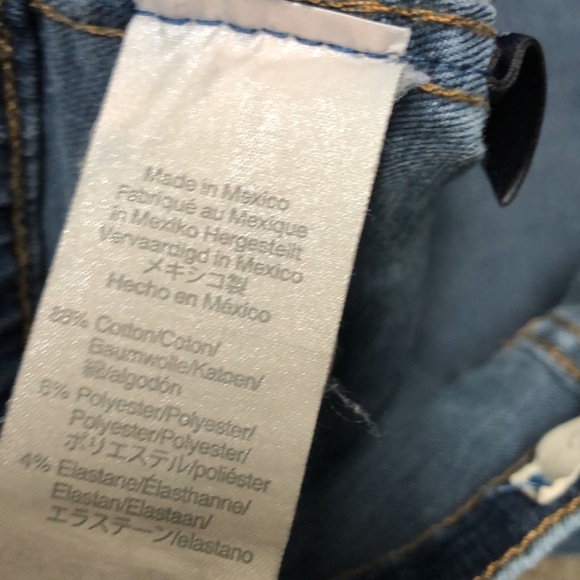 Made in Mexico
Fabriqué au Mexique
in Mexiko Hergestellt
Vervaardigd in Mexico
メキシコ製
Hecho en México
88% Cotton/Coton/
Baumwolle/Katoen/
綿/algodón
6% Polyester/Polyester/
Polyester/Polyester/
ポリエステル/poliéster
4% Elastane/Élasthanne/
Elastan/Elastaan/
エラステーン/elastano